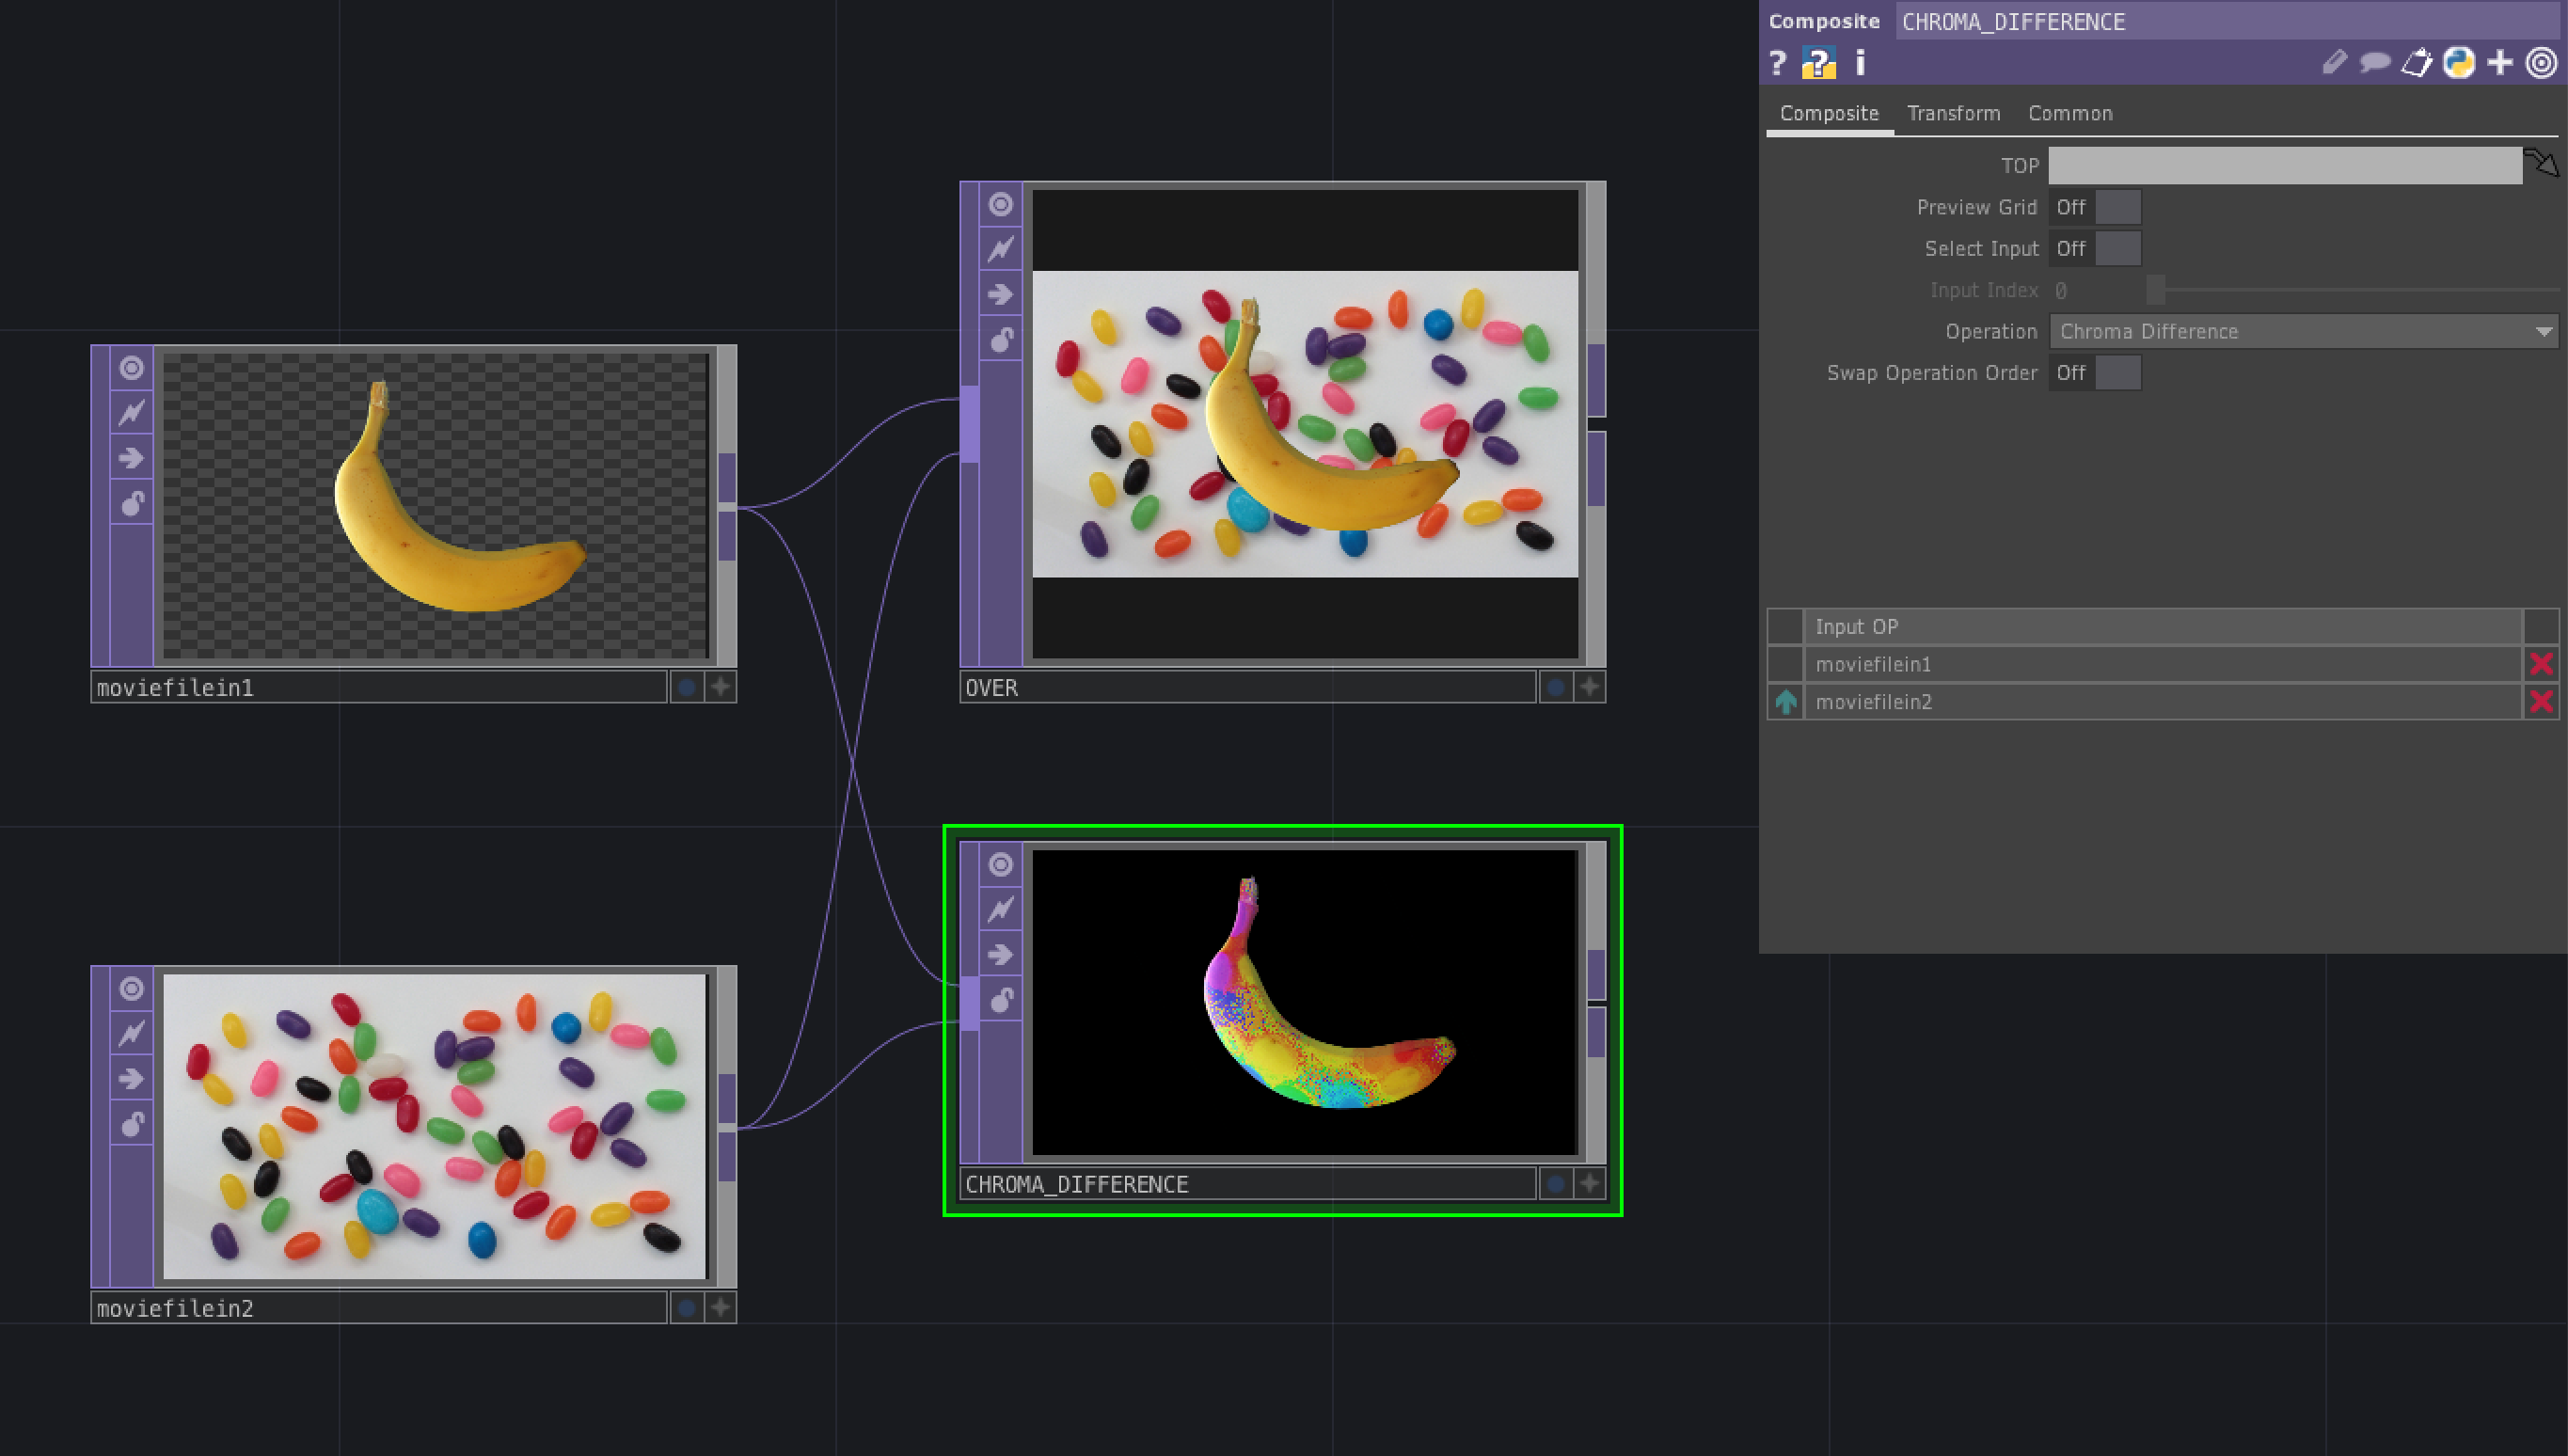 Composite CHROMA_DIFFERENCE
? ? i
Composite Transform Common
TOP
Preview Grid Off
Select Input Off
Input Index 0
Operation Chroma Difference
Swap Operation Order Off
Input OP
moviefilein1
moviefilein2
moviefilein1
OVER
CHROMA_DIFFERENCE
moviefilein2